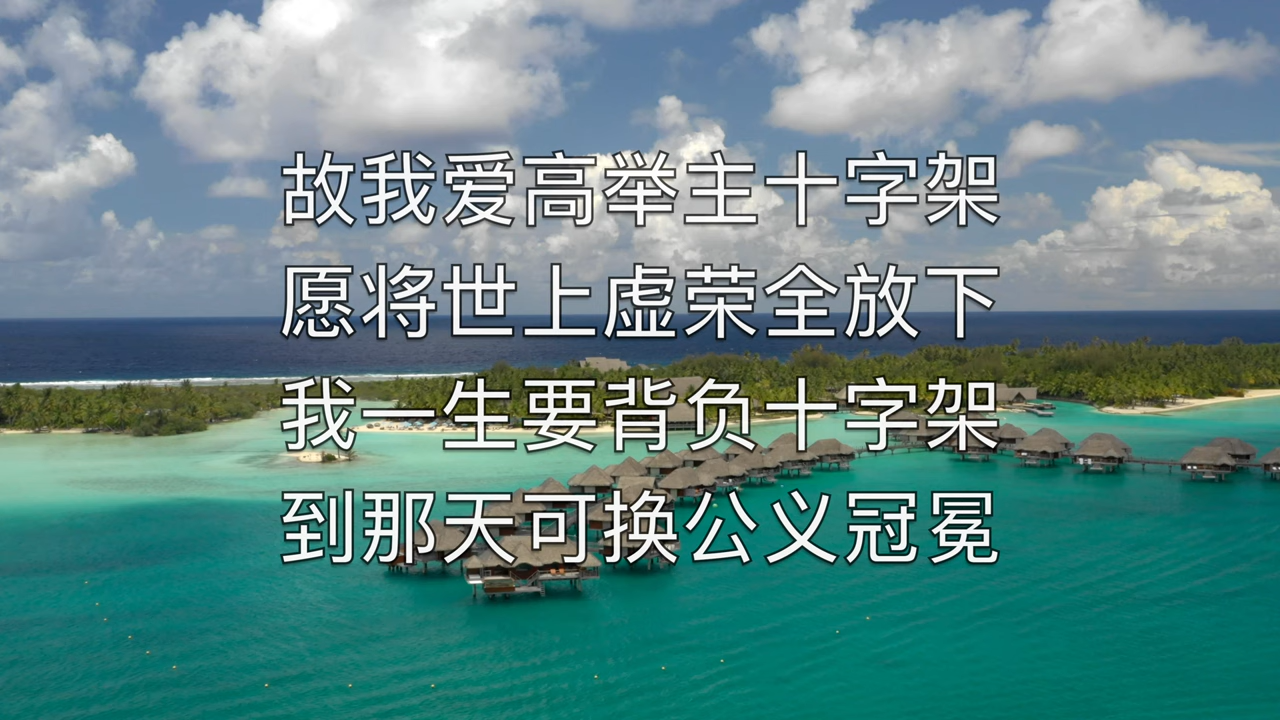 故我爱高举主十字架
愿将世上虚荣全放下
我一生要背负十字架
到那天可换公义冠冕